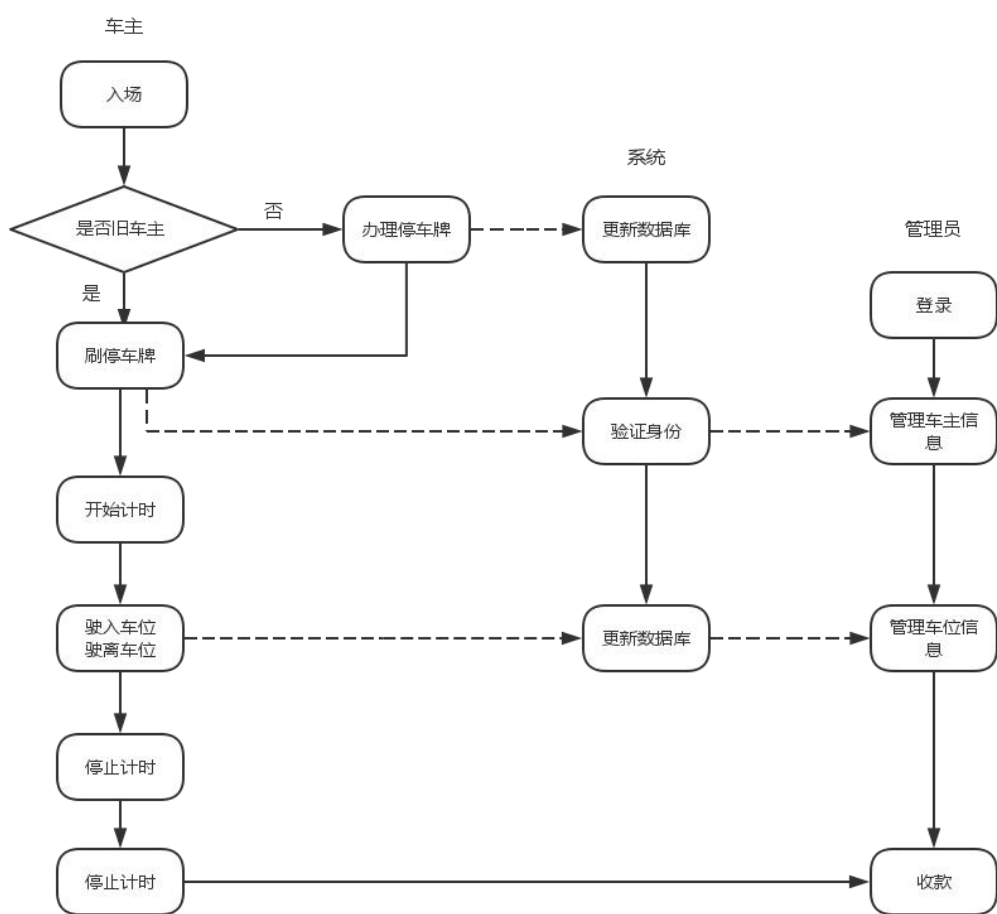 车主
入场
系统
是否旧车主
否
办理停车牌
更新数据库
管理员
是
登录
刷停车牌
验证身份
管理车主信
息
开始计时
驶入车位
驶离车位
更新数据库
管理车位信
息
停止计时
停止计时
收款